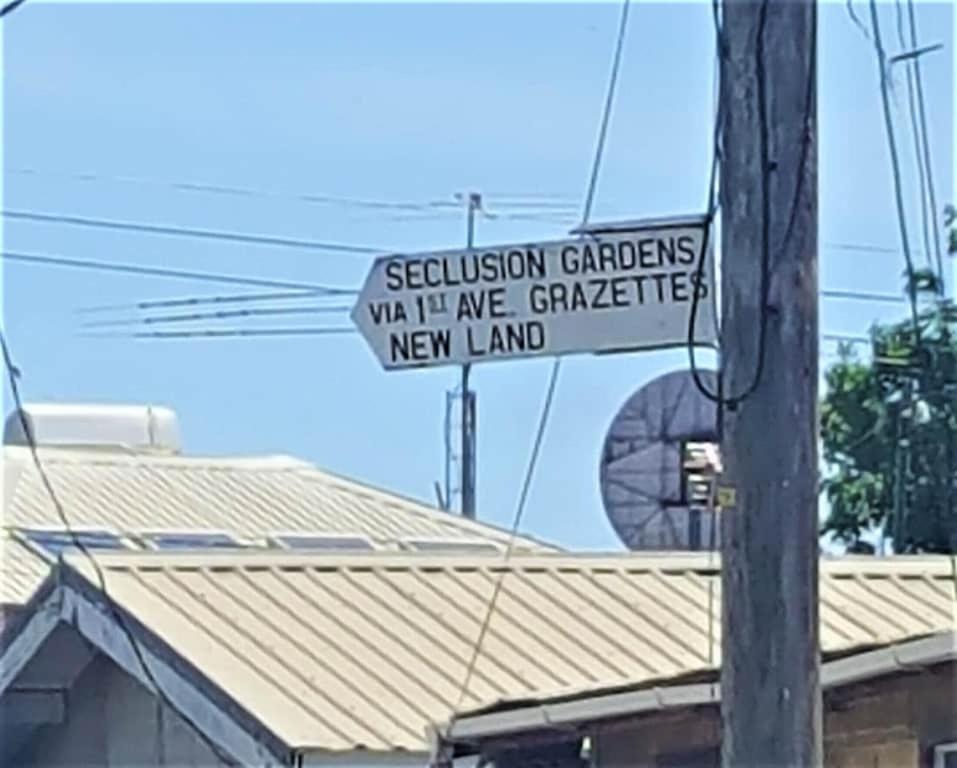 SECLUSION GARDENS
VIA 1ST AVE. GRAZETTES
NEW LAND